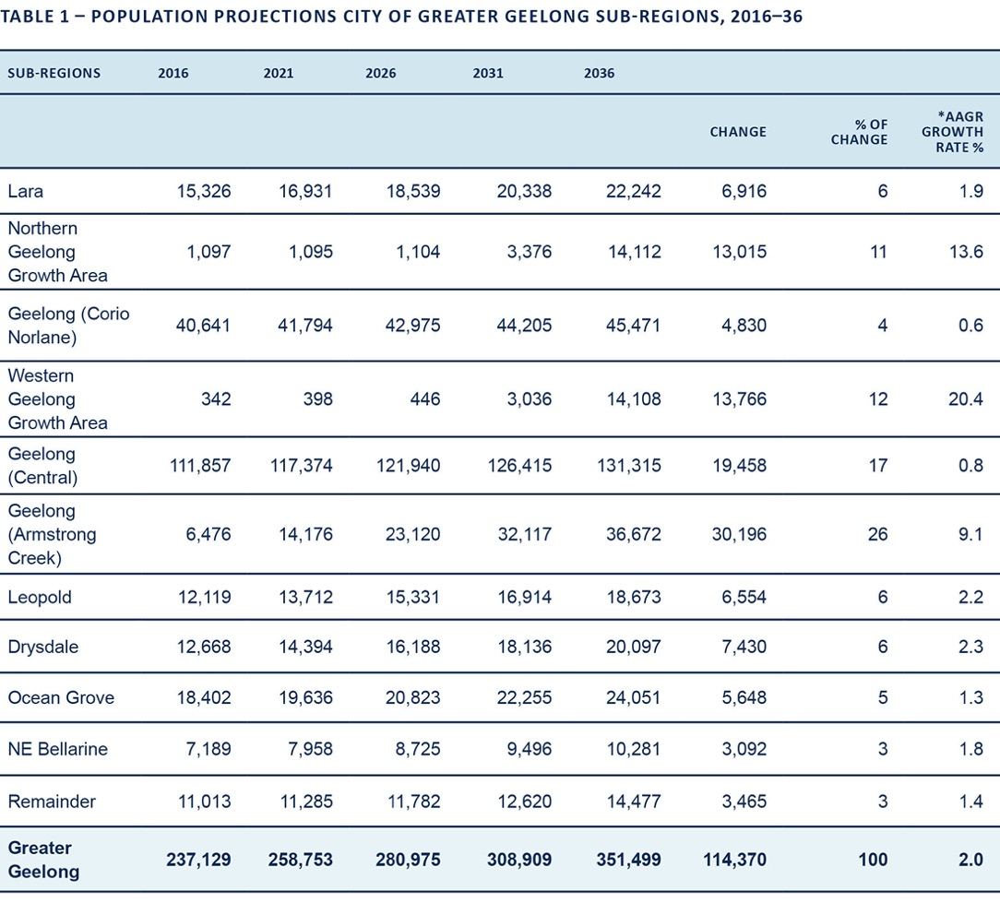 TABLE 1 – POPULATION PROJECTIONS CITY OF GREATER GEELONG SUB-REGIONS, 2016–36
SUB-REGIONS 2016 2021 2026 2031 2036
CHANGE % OF CHANGE *AAGR GROWTH RATE %
Lara 15,326 16,931 18,539 20,338 22,242 6,916 6 1.9
Northern Geelong Growth Area 1,097 1,095 1,104 3,376 14,112 13,015 11 13.6
Geelong (Corio Norlane) 40,641 41,794 42,975 44,205 45,471 4,830 4 0.6
Western Geelong Growth Area 342 398 446 3,036 14,108 13,766 12 20.4
Geelong (Central) 111,857 117,374 121,940 126,415 131,315 19,458 17 0.8
Geelong (Armstrong Creek) 6,476 14,176 23,120 32,117 36,672 30,196 26 9.1
Leopold 12,119 13,712 15,331 16,914 18,673 6,554 6 2.2
Drysdale 12,668 14,394 16,188 18,136 20,097 7,430 6 2.3
Ocean Grove 18,402 19,636 20,823 22,255 24,051 5,648 5 1.3
NE Bellarine 7,189 7,958 8,725 9,496 10,281 3,092 3 1.8
Remainder 11,013 11,285 11,782 12,620 14,477 3,465 3 1.4
Greater Geelong 237,129 258,753 280,975 308,909 351,499 114,370 100 2.0